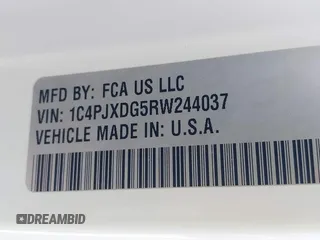 MFD BY: FCA US LLC
VIN: 1C4PJXDG5RW244037
VEHICLE MADE IN: U.S.A.
DREAMBID